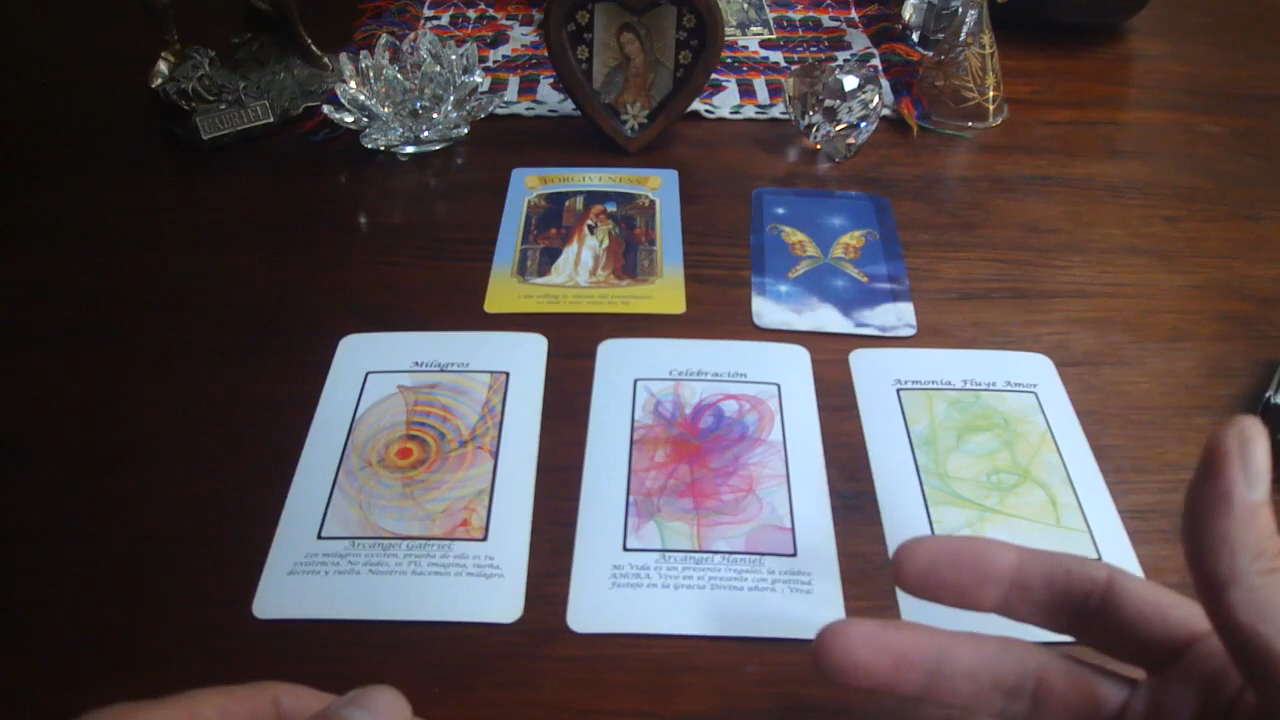 GABRIEL
FORGIVENESS
Milagros
Arcángel Gabriel:
Los milagros existen, prueba de ello es tu
existencia. No dudes, se TÚ, imagina, sueña,
decreta y suelta. Nosotros hacemos el milagro.
Celebración
Arcángel Haniel:
Mi Vida es un presente (regalo), la celebro
AHORA. Vivo en el presente con gratitud.
Festejo en la Gracia Divina ahora. ¡ Viva!
Armonía, Fluye Amor